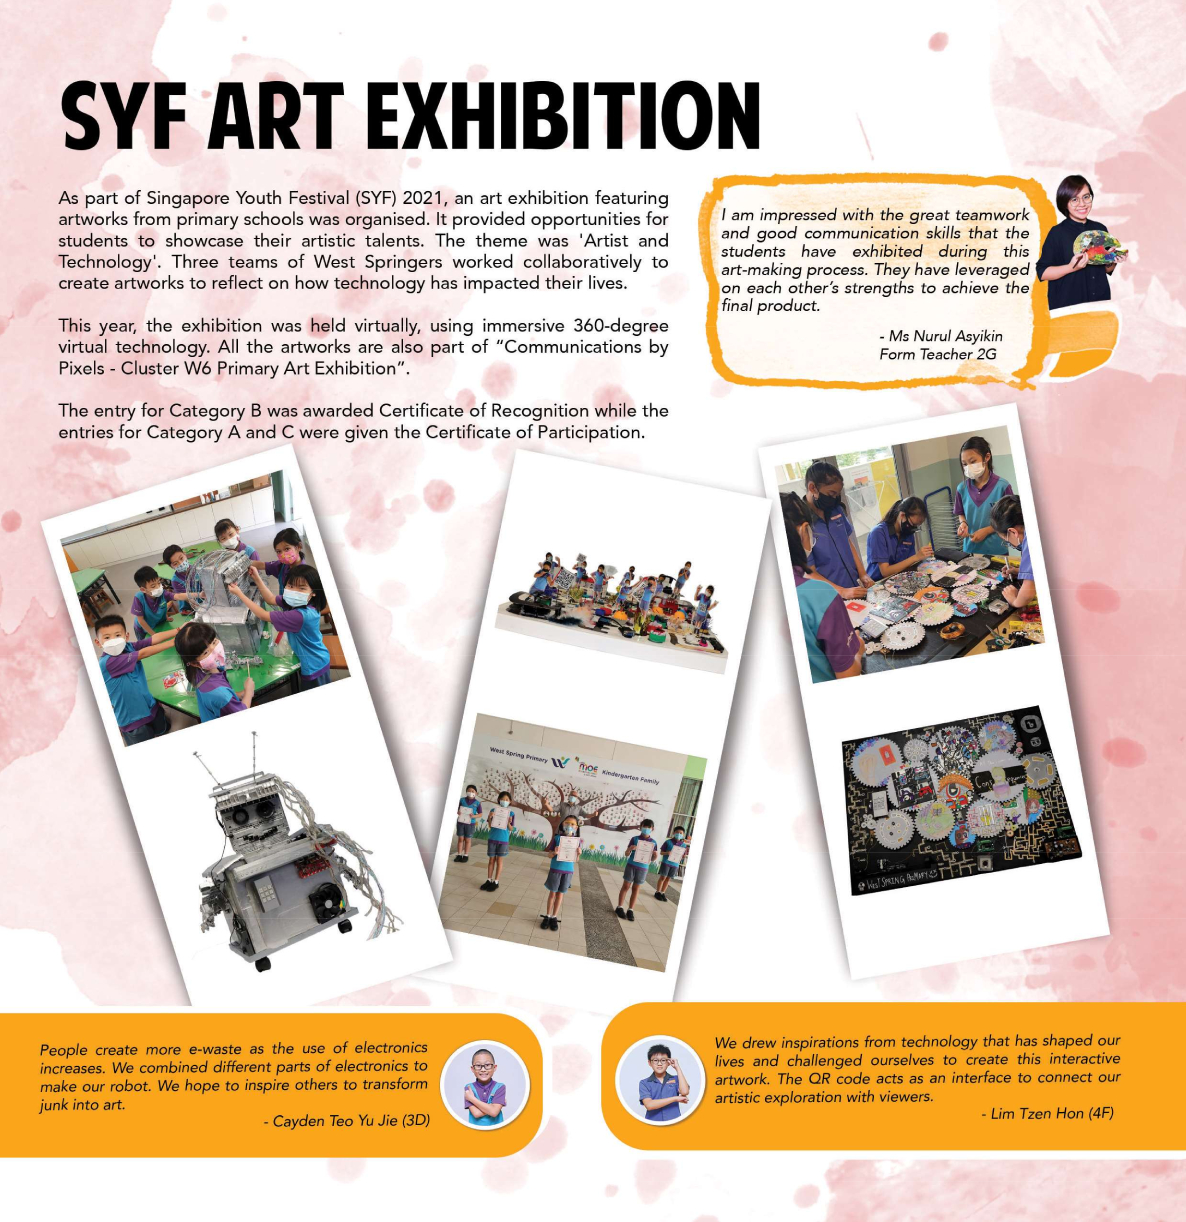 SYF ART EXHIBITION
As part of Singapore Youth Festival (SYF) 2021, an art exhibition featuring
artworks from primary schools was organised. It provided opportunities for
students to showcase their artistic talents. The theme was 'Artist and
Technology'. Three teams of West Springers worked collaboratively to
create artworks to reflect on how technology has impacted their lives.
This year, the exhibition was held virtually, using immersive 360-degree
virtual technology. All the artworks are also part of “Communications by
Pixels - Cluster W6 Primary Art Exhibition”.
The entry for Category B was awarded Certificate of Recognition while the
entries for Category A and C were given the Certificate of Participation.
I am impressed with the great teamwork
and good communication skills that the
students have exhibited during this
art-making process. They have leveraged
on each other’s strengths to achieve the
final product.
- Ms Nurul Asyikin
Form Teacher 2G
West Spring Primary
MOE
Kindergarten Family
WEST SPRING PRIMARY
People create more e-waste as the use of electronics
increases. We combined different parts of electronics to
make our robot. We hope to inspire others to transform
junk into art.
- Cayden Teo Yu Jie (3D)
We drew inspirations from technology that has shaped our
lives and challenged ourselves to create this interactive
artwork. The QR code acts as an interface to connect our
artistic exploration with viewers.
- Lim Tzen Hon (4F)